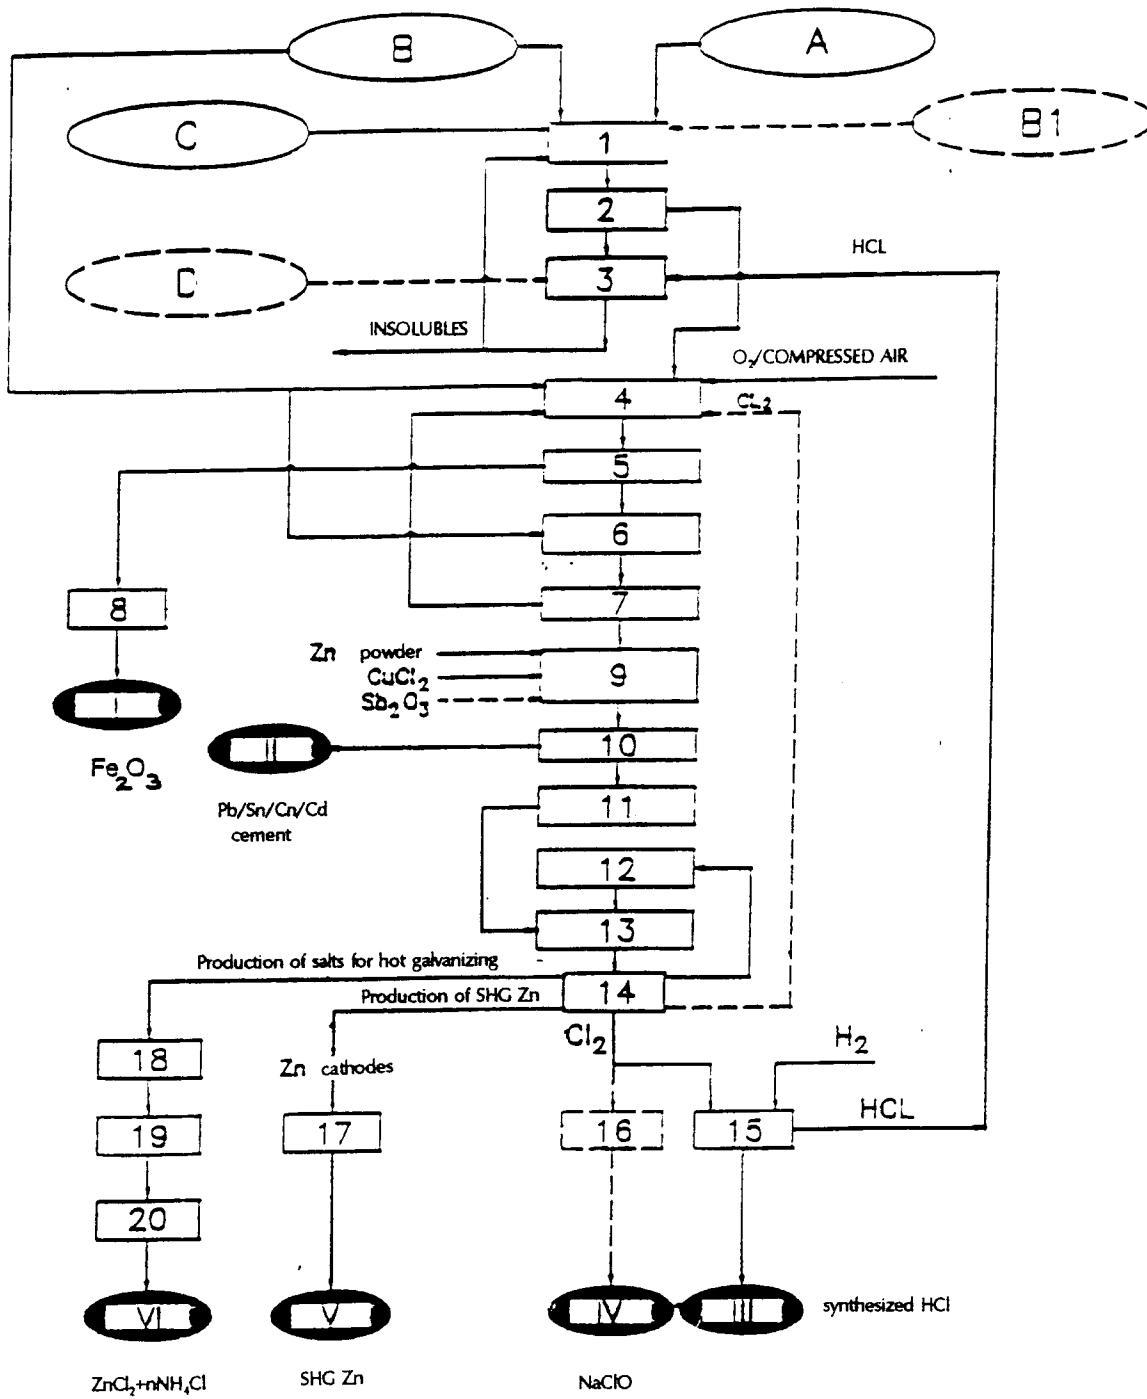 B
A
C
B1
1
2
HCL
D
3
INSOLUBLES
O₂/COMPRESSED AIR
4
CL₂
5
6
8
7
Zn powder
CuCl₂
9
Sb₂O₃
I
II
10
Fe₂O₃
11
Pb/Sn/Cn/Cd
cement
12
13
Production of salts for hot galvanizing
14
Production of SHG Zn
Cl₂
H₂
18
Zn cathodes
HCL
19
17
16
15
20
VI
V
IV
III
synthesized HCl
ZnCl₂+nNH₄Cl
SHG Zn
NaClO